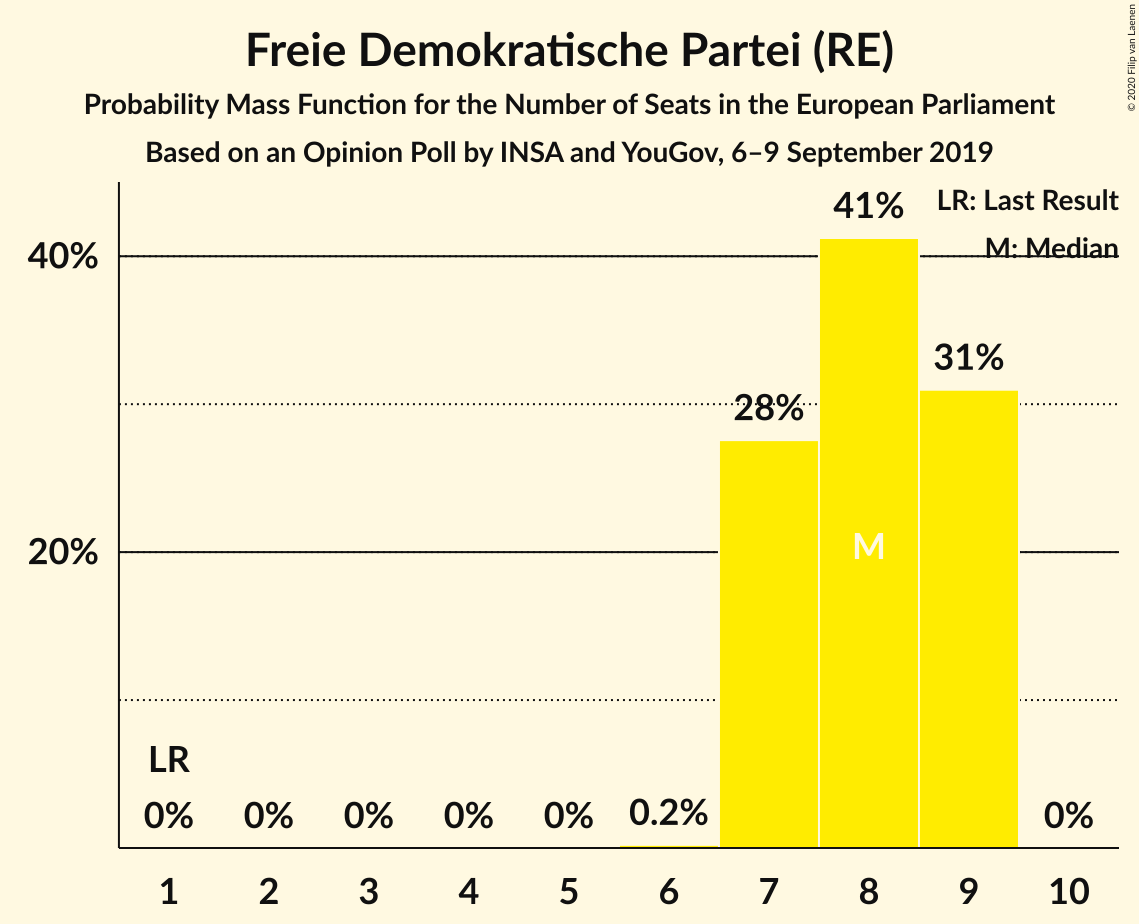 © 2020 Filip van Laenen
Freie Demokratische Partei (RE)
Probability Mass Function for the Number of Seats in the European Parliament
Based on an Opinion Poll by INSA and YouGov, 6–9 September 2019
LR: Last Result
M: Median
40%
20%
41%
31%
28%
M
LR
0% 0% 0% 0% 0% 0.2% 0%
1 2 3 4 5 6 7 8 9 10